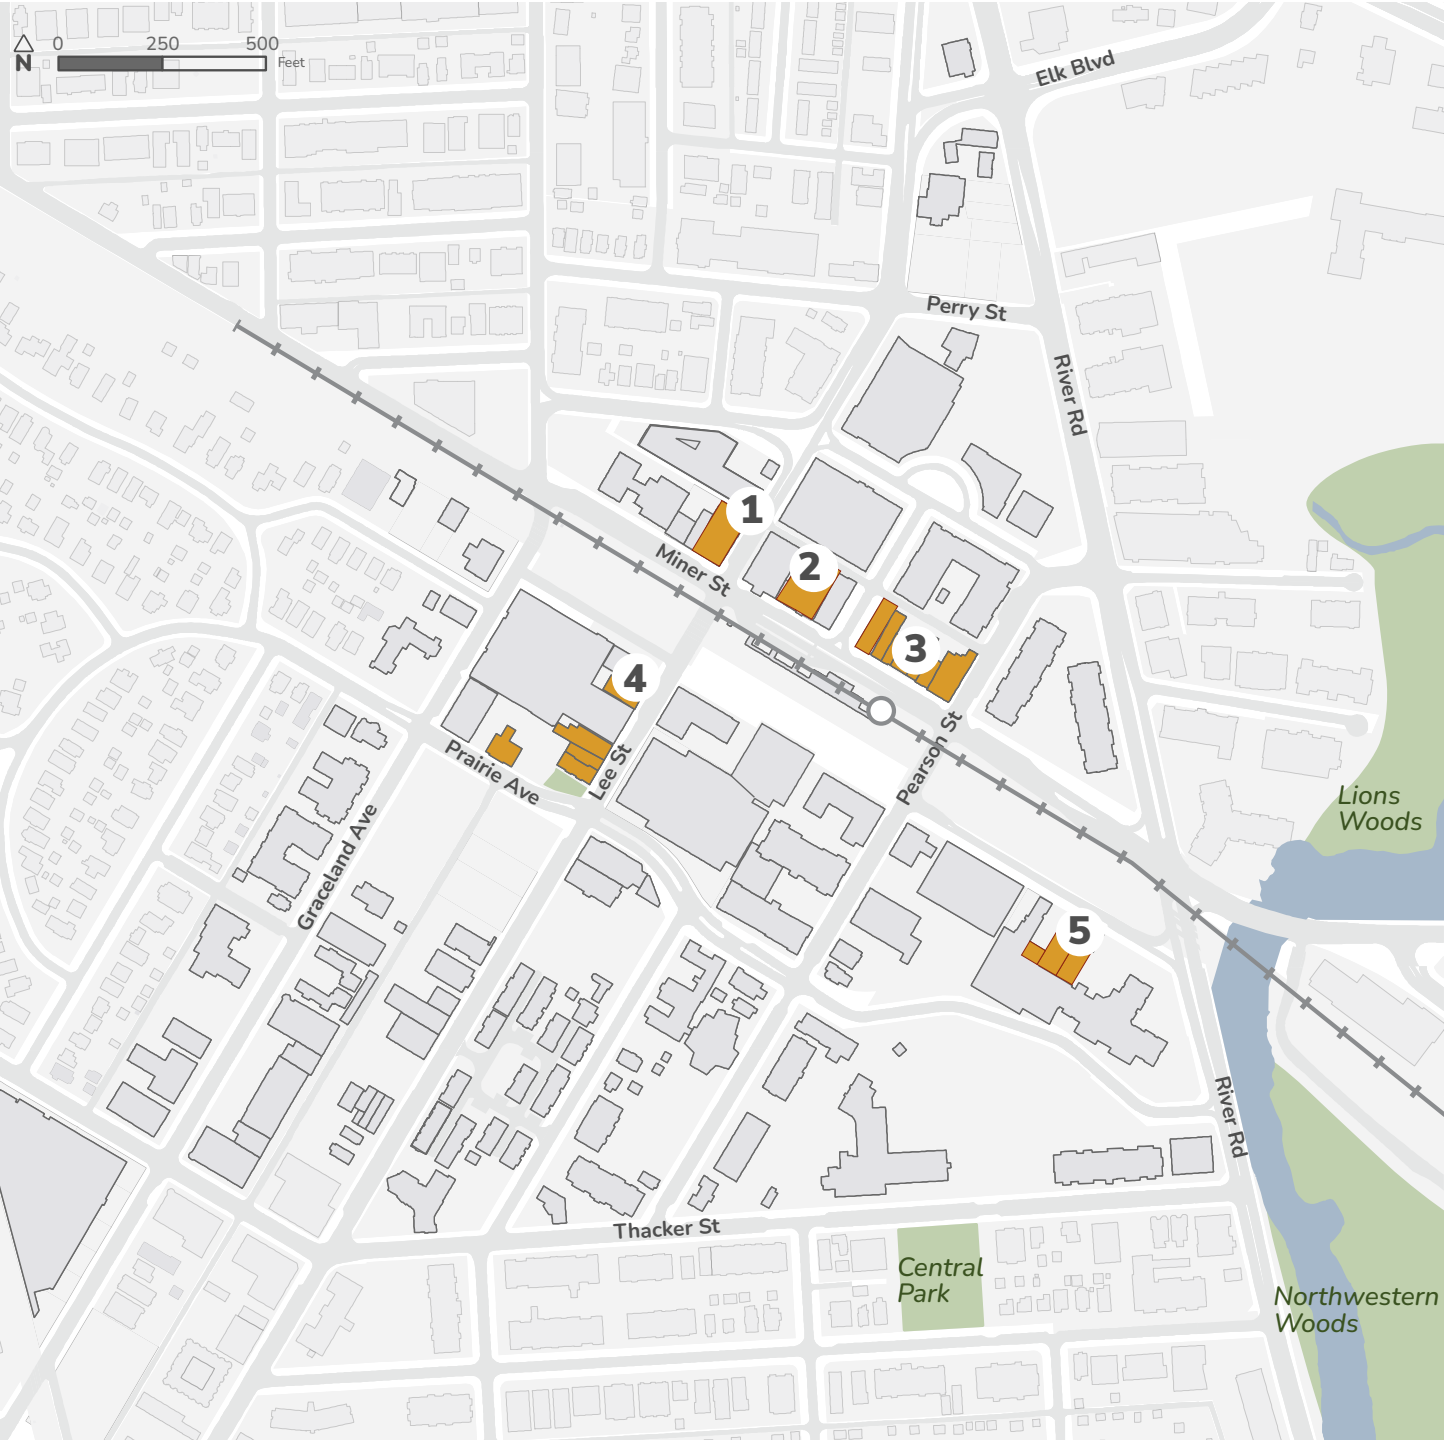 0 250 500
Feet
N
Elk Blvd
Perry St
River Rd
1
2
Miner St
3
4
Pearson St
Lee St
Prairie Ave
Lions
Woods
Graceland Ave
5
River Rd
Thacker St
Central
Park
Northwestern
Woods